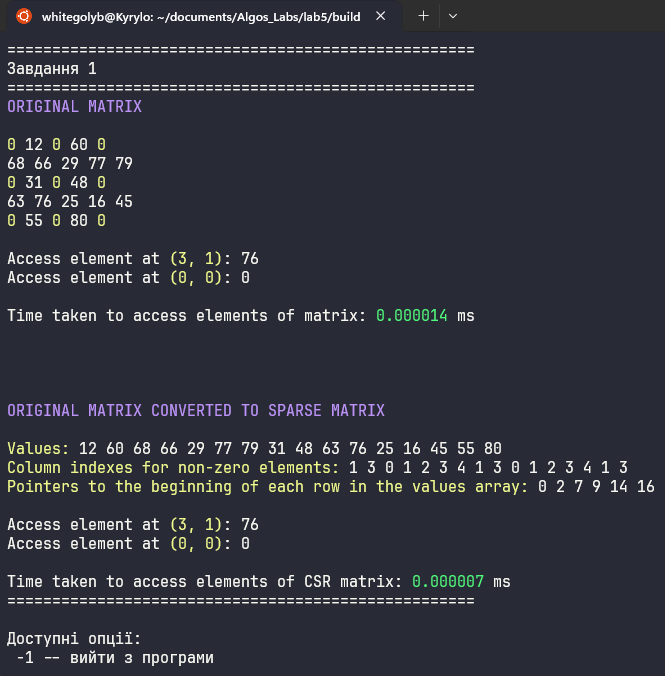 whitegolyb@Kyrylo: ~/documents/Algos_Labs/lab5/build
====================================================
Завдання 1
====================================================
ORIGINAL MATRIX
0 12 0 60 0
68 66 29 77 79
0 31 0 48 0
63 76 25 16 45
0 55 0 80 0
Access element at (3, 1): 76
Access element at (0, 0): 0
Time taken to access elements of matrix: 0.000014 ms
ORIGINAL MATRIX CONVERTED TO SPARSE MATRIX
Values: 12 60 68 66 29 77 79 31 48 63 76 25 16 45 55 80
Column indexes for non-zero elements: 1 3 0 1 2 3 4 1 3 0 1 2 3 4 1 3
Pointers to the beginning of each row in the values array: 0 2 7 9 14 16
Access element at (3, 1): 76
Access element at (0, 0): 0
Time taken to access elements of CSR matrix: 0.000007 ms
====================================================
Доступні опції:
-1 -- вийти з програми